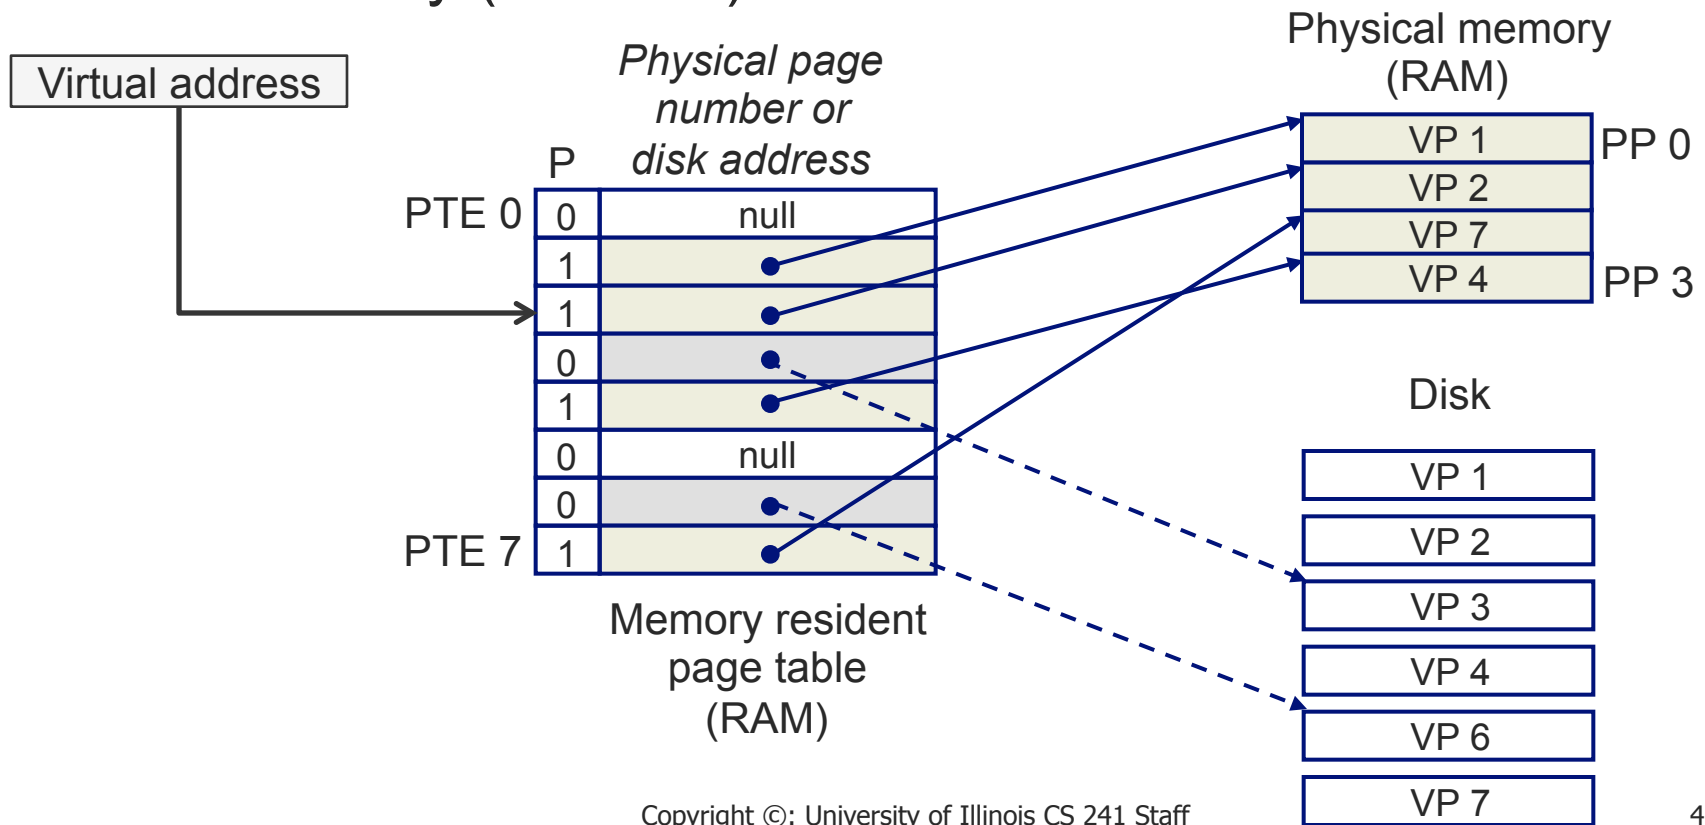 Virtual address
Physical page
number or
disk address
P
PTE 0
0
null
1
1
0
1
0
null
0
PTE 7
1
Memory resident
page table
(RAM)
Physical memory
(RAM)
VP 1
PP 0
VP 2
VP 7
VP 4
PP 3
Disk
VP 1
VP 2
VP 3
VP 4
VP 6
VP 7
Copyright ©: University of Illinois CS 241 Staff
4